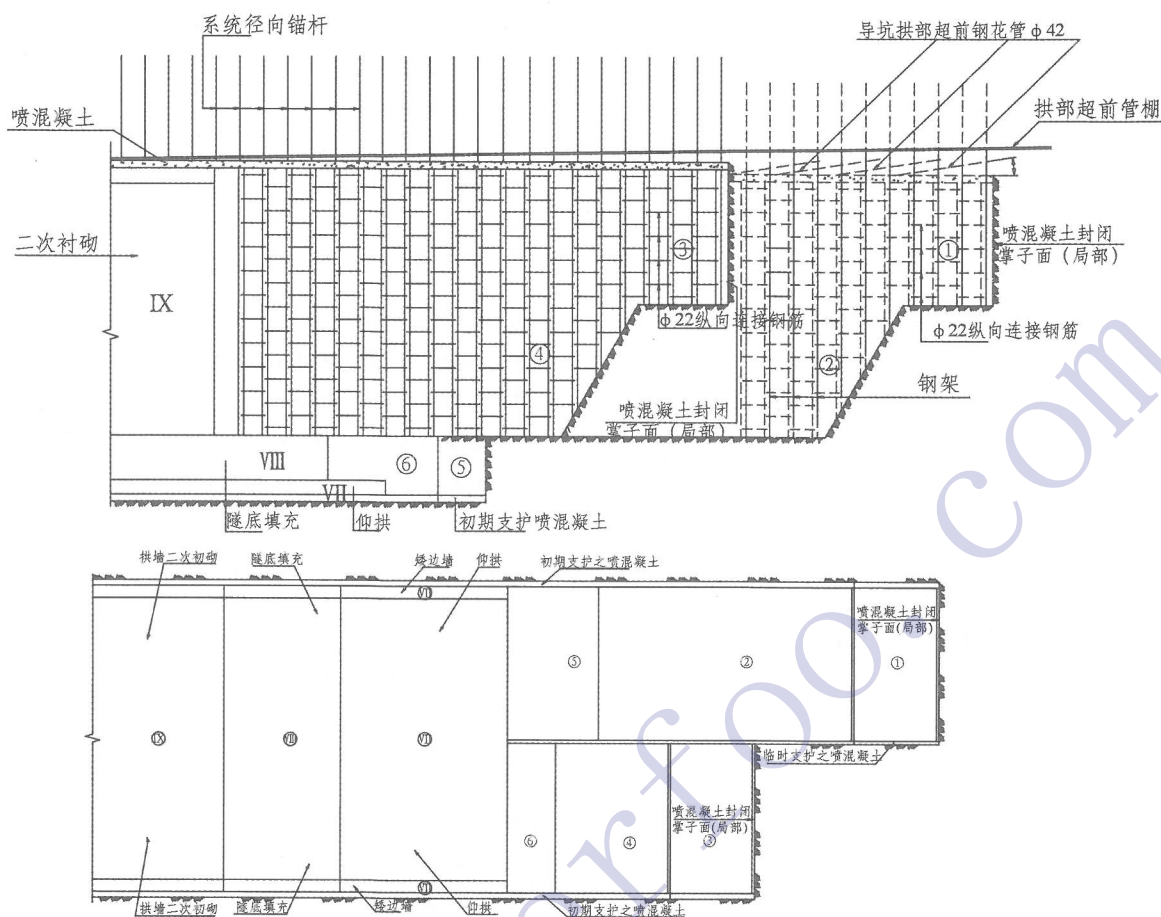 系统径向锚杆
导坑拱部超前钢花管φ42
喷混凝土
拱部超前管棚
二次衬砌
③
①
喷混凝土封闭
掌子面（局部）
IX
φ22纵向连接钢筋
φ22纵向连接钢筋
④
②
钢架
喷混凝土封闭
掌子面（局部）
VIII
⑥
⑤
VII
隧底填充
仰拱
初期支护喷混凝土
拱墙二次初砌
隧底填充
矮边墙
仰拱
初期支护之喷混凝土
VII
喷混凝土封闭
掌子面(局部)
⑤
②
①
IX
VIII
VII
临时支护之喷混凝土
喷混凝土封闭
掌子面(局部)
⑥
④
③
VII
拱墙二次初砌
隧底填充
矮边墙
仰拱
初期支护之喷混凝土